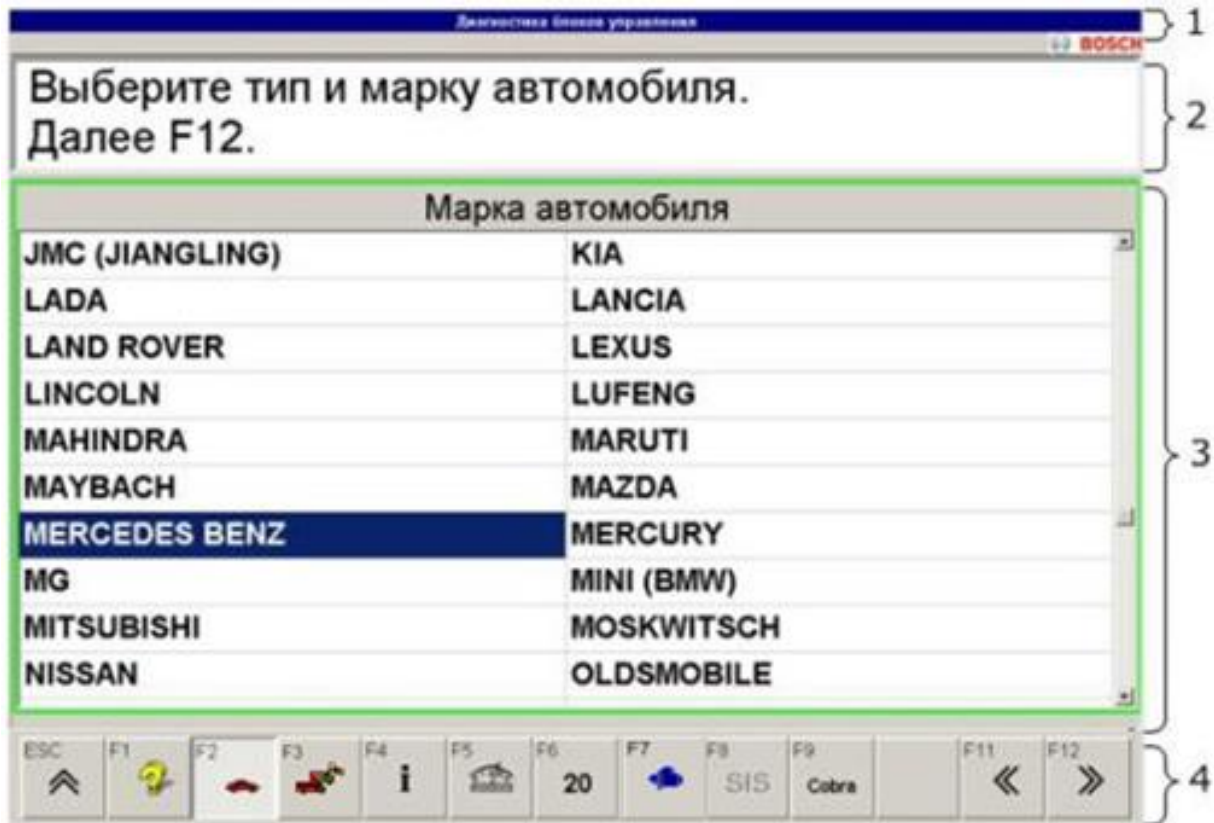 Диагностика блоков управления
1
BOSCH
Выберите тип и марку автомобиля.
Далее F12.
2
Марка автомобиля
JMC (JIANGLING) KIA
LADA LANCIA
LAND ROVER LEXUS
LINCOLN LUFENG
MAHINDRA MARUTI
MAYBACH MAZDA
3
MERCEDES BENZ MERCURY
MG MINI (BMW)
MITSUBISHI MOSKWITSCH
NISSAN OLDSMOBILE
ESC F1 F2 F3 F4 F5 F6 F7 F8 F9 F11 F12
i 20 SIS Cobra
4